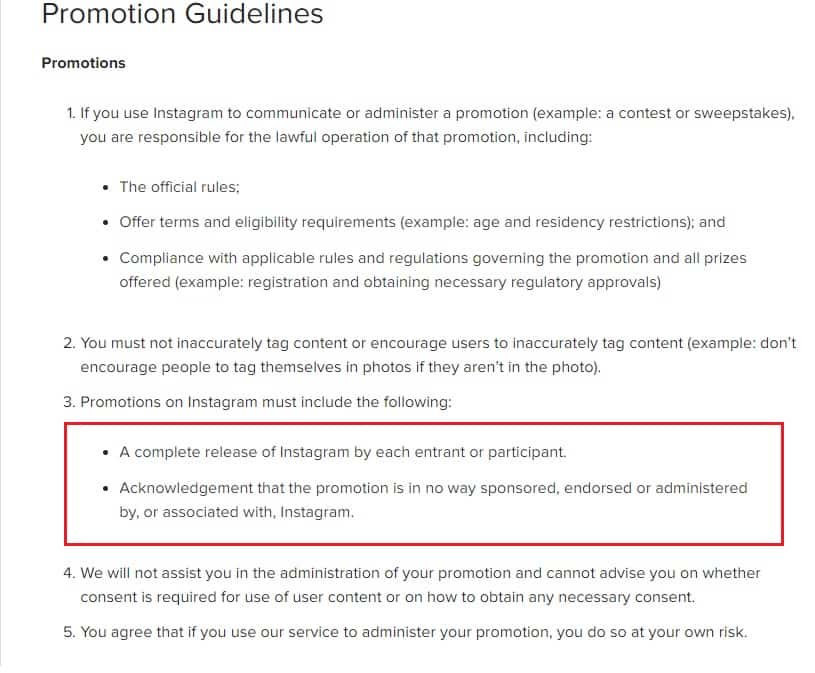 Promotion Guidelines
Promotions
1. If you use Instagram to communicate or administer a promotion (example: a contest or sweepstakes),
you are responsible for the lawful operation of that promotion, including:
• The official rules;
• Offer terms and eligibility requirements (example: age and residency restrictions); and
• Compliance with applicable rules and regulations governing the promotion and all prizes
offered (example: registration and obtaining necessary regulatory approvals)
2. You must not inaccurately tag content or encourage users to inaccurately tag content (example: don't
encourage people to tag themselves in photos if they aren't in the photo).
3. Promotions on Instagram must include the following:
• A complete release of Instagram by each entrant or participant.
• Acknowledgement that the promotion is in no way sponsored, endorsed or administered
by, or associated with, Instagram.
4. We will not assist you in the administration of your promotion and cannot advise you on whether
consent is required for use of user content or on how to obtain any necessary consent.
5. You agree that if you use our service to administer your promotion, you do so at your own risk.